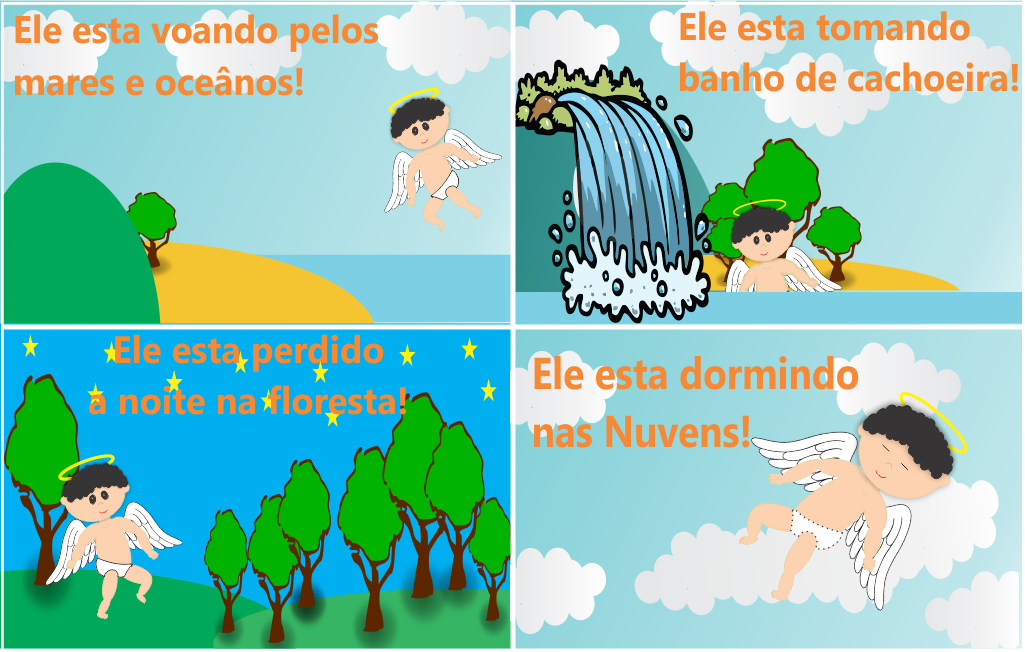 Ele esta voando pelos
mares e oceânos!
Ele esta tomando
banho de cachoeira!
Ele esta perdido
a noite na floresta!
Ele esta dormindo
nas Nuvens!